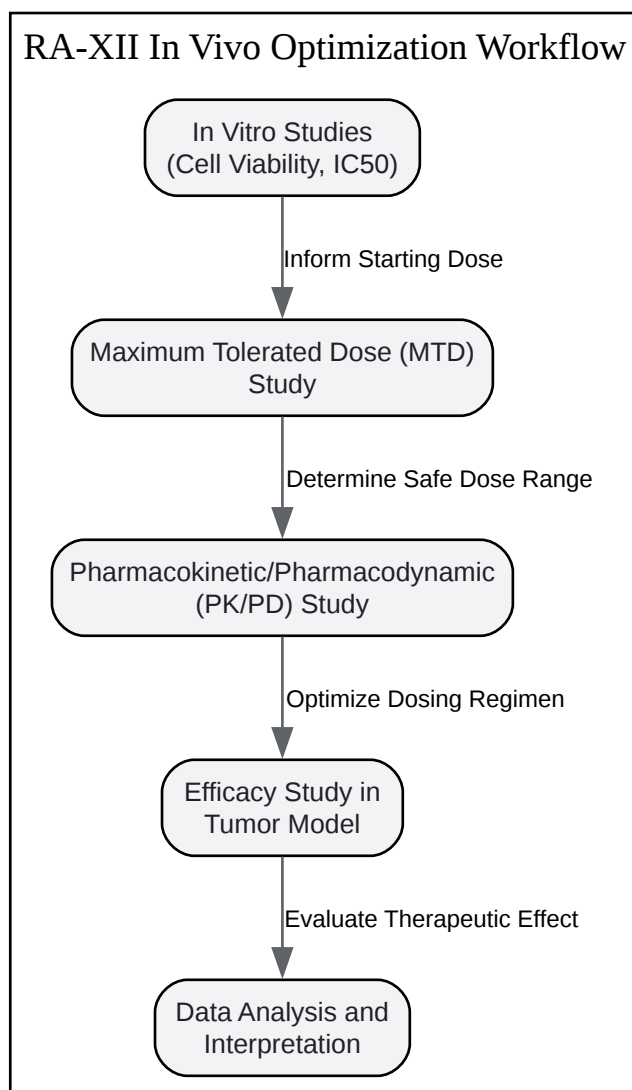 RA-XII In Vivo Optimization Workflow
In Vitro Studies
(Cell Viability, IC50)
Inform Starting Dose
Maximum Tolerated Dose (MTD)
Study
Determine Safe Dose Range
Pharmacokinetic/Pharmacodynamic
(PK/PD) Study
Optimize Dosing Regimen
Efficacy Study in
Tumor Model
Evaluate Therapeutic Effect
Data Analysis and
Interpretation